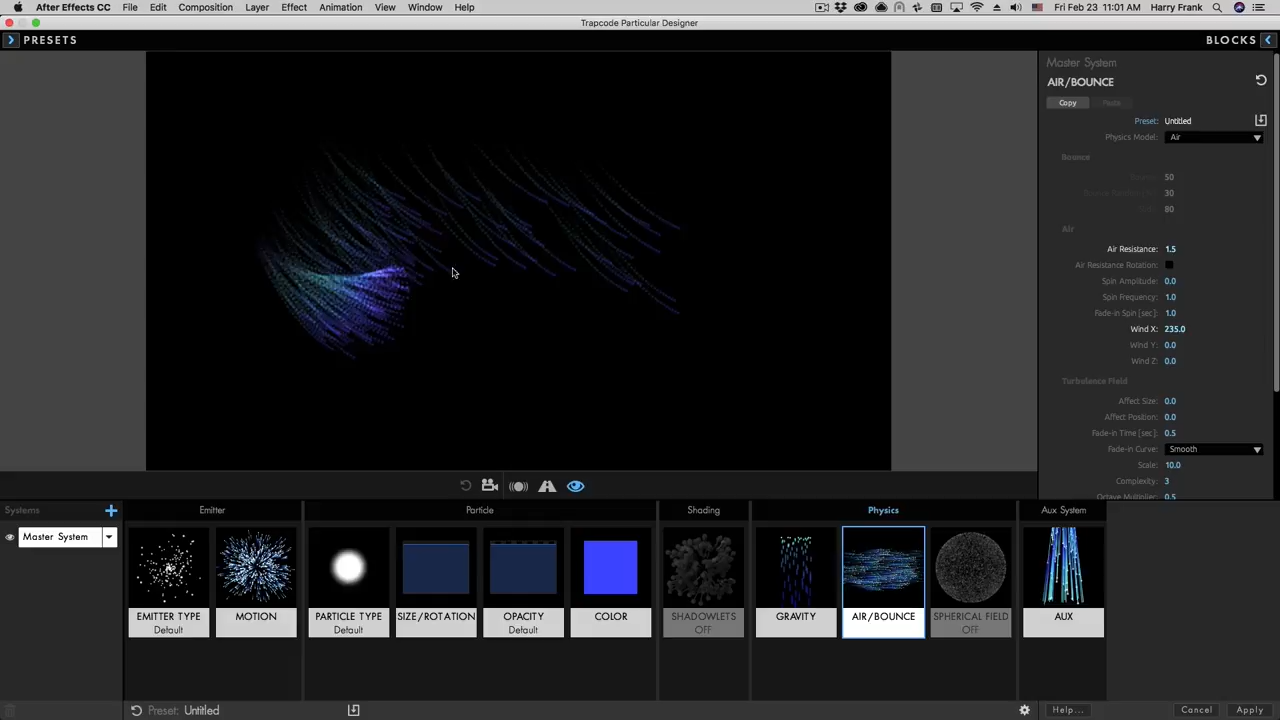 After Effects CC File Edit Composition Layer Effect Animation View Window Help Fri Feb 23 11:01 AM Harry Frank
Trapcode Particular Designer
PRESETS
BLOCKS
Master System
AIR/BOUNCE
Copy Paste
Preset: Untitled
Physics Model: Air
Bounce
50
30
80
Air
Air Resistance: 1.5
Air Resistance Rotation:
Spin Amplitude: 0.0
Spin Frequency: 1.0
Fade-in Spin [sec]: 1.0
Wind X: 235.0
Wind Y: 0.0
Wind Z: 0.0
Turbulence Field
Affect Size: 0.0
Affect Position: 0.0
Fade-in Time [sec]: 0.5
Fade-in Curve: Smooth
Scale: 10.0
Complexity: 3
Octave Multiplier: 0.5
Systems
Master System
Emitter Particle Shading Physics Aux System
EMITTER TYPE
Default
MOTION
PARTICLE TYPE
Default
SIZE/ROTATION
OPACITY
Default
COLOR
SHADOWLETS
OFF
GRAVITY
AIR/BOUNCE
SPHERICAL FIELD
OFF
AUX
Preset: Untitled
Help... Cancel Apply